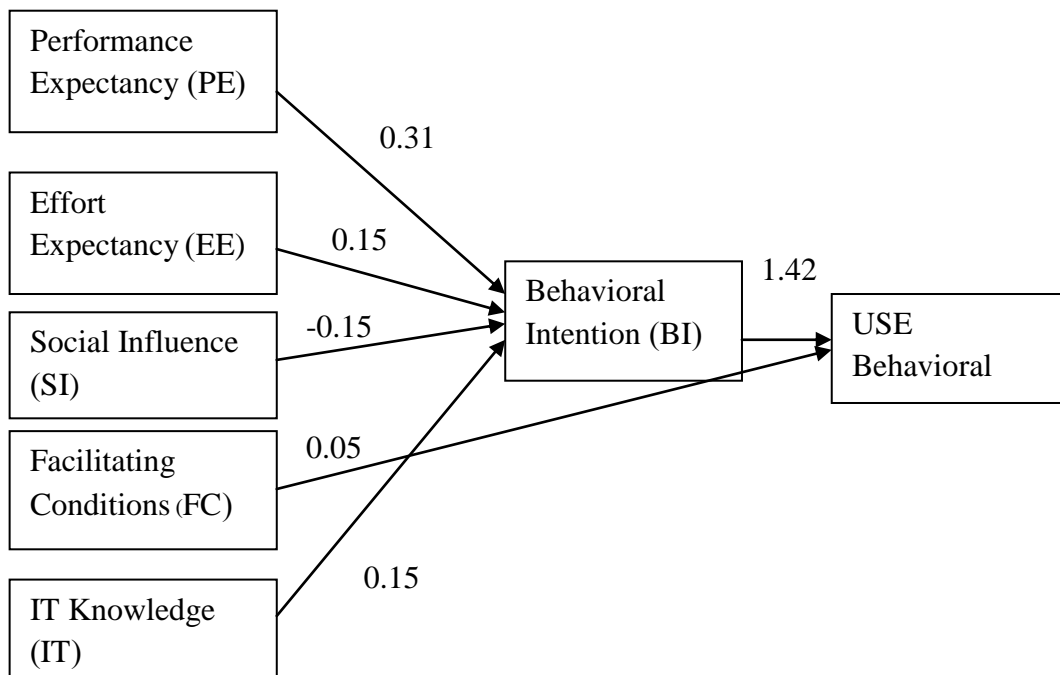 Performance
Expectancy (PE)
0.31
Effort
Expectancy (EE)
0.15
Social Influence
(SI)
-0.15
Facilitating
Conditions (FC)
0.05
IT Knowledge
(IT)
0.15
Behavioral
Intention (BI)
1.42
USE
Behavioral